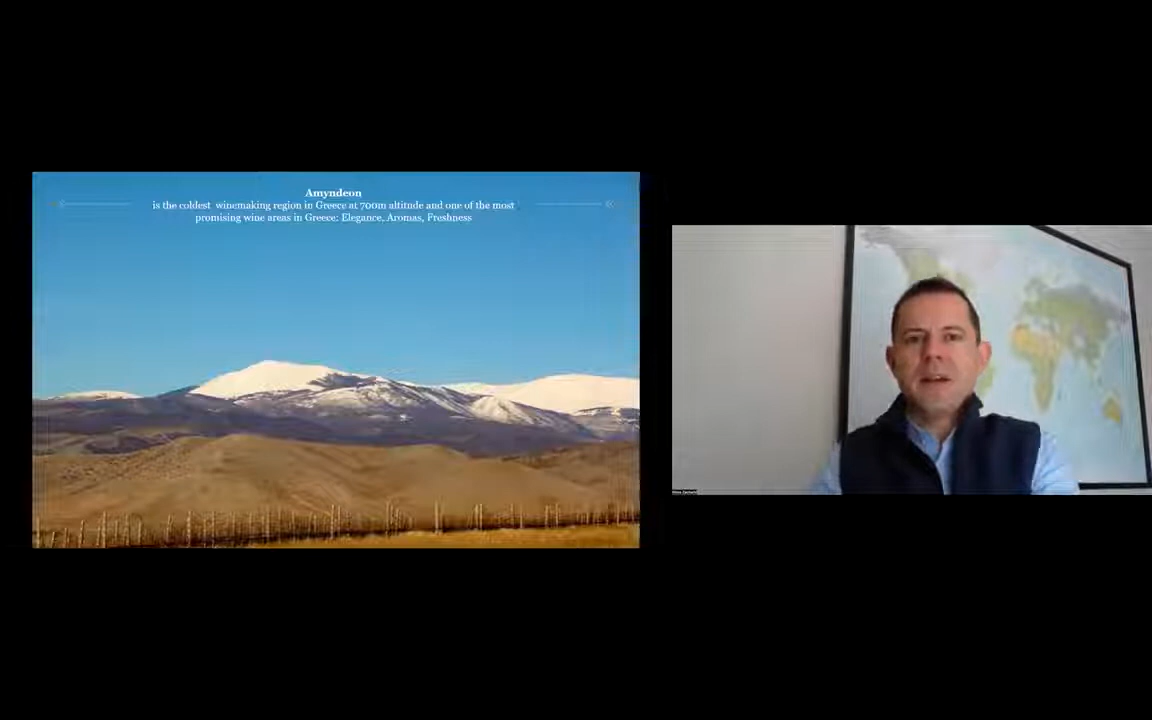 Amyndeon
is the coldest winemaking region in Greece at 700m altitude and one of the most
promising wine areas in Greece: Elegance, Aromas, Freshness